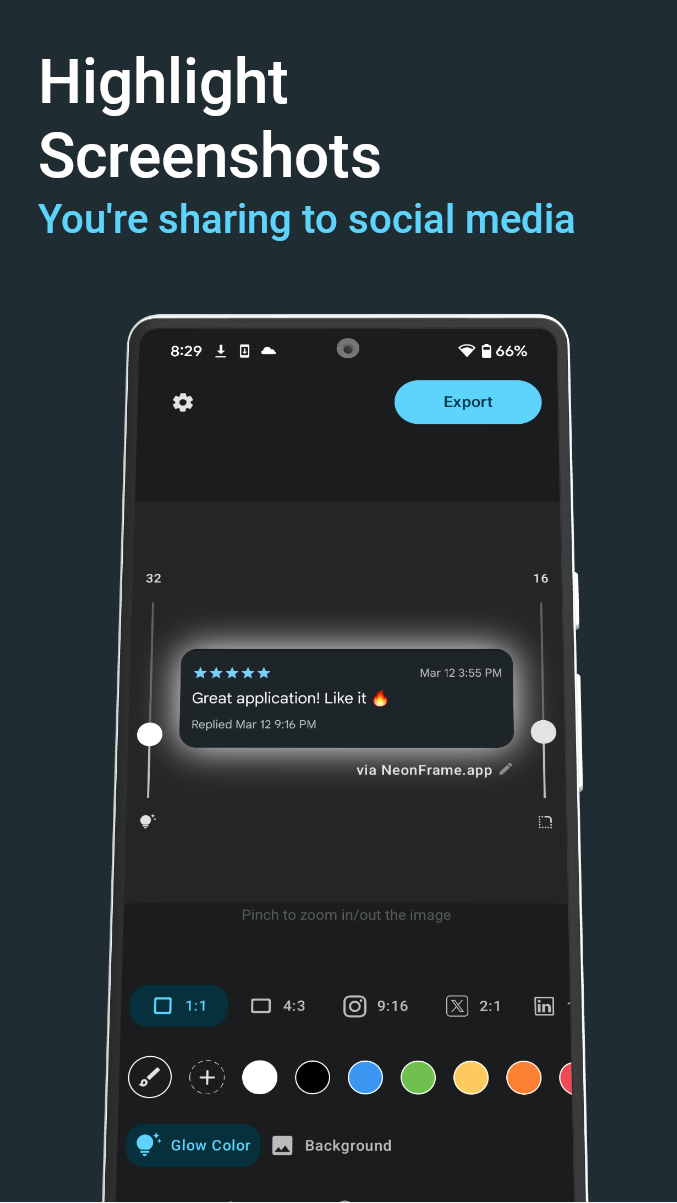 Highlight
Screenshots
You're sharing to social media
8:29 66%
Export
32 16
★★★★★ Mar 12 3:55 PM
Great application! Like it 🔥
Replied Mar 12 9:16 PM
via NeonFrame.app
Pinch to zoom in/out the image
1:1 4:3 9:16 2:1
Glow Color Background